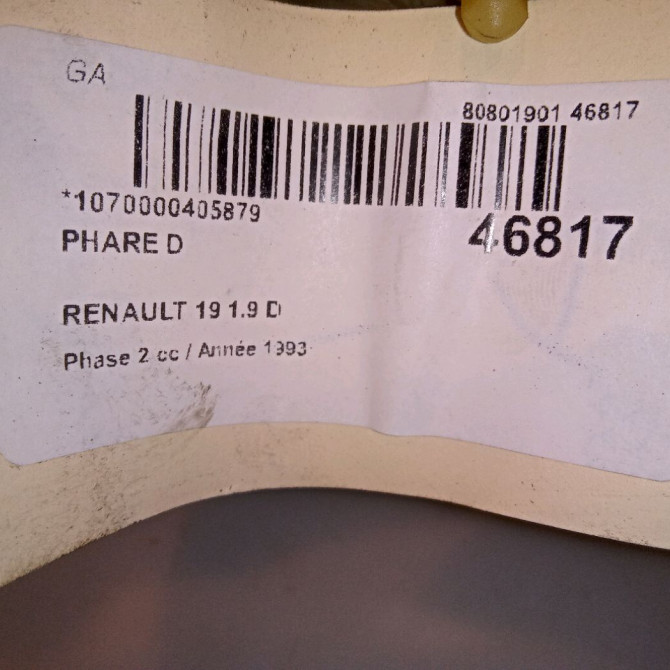 GA
80801901 46817
*1070000405879
46817
PHARE D
RENAULT 19 1.9 D
Phase 2 cc / Année 1993